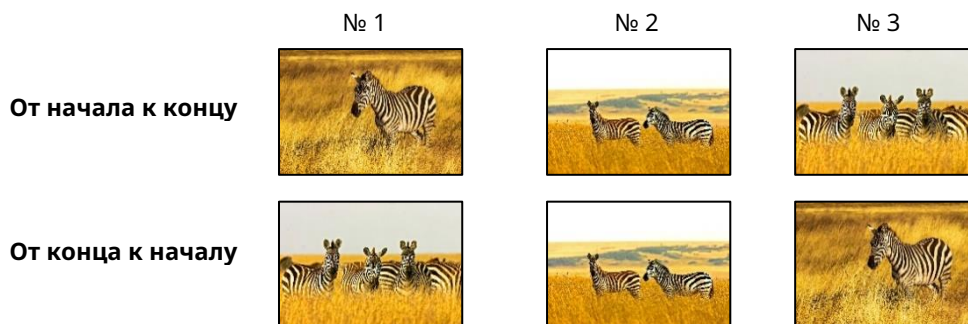 № 1 № 2 № 3
От начала к концу
От конца к началу